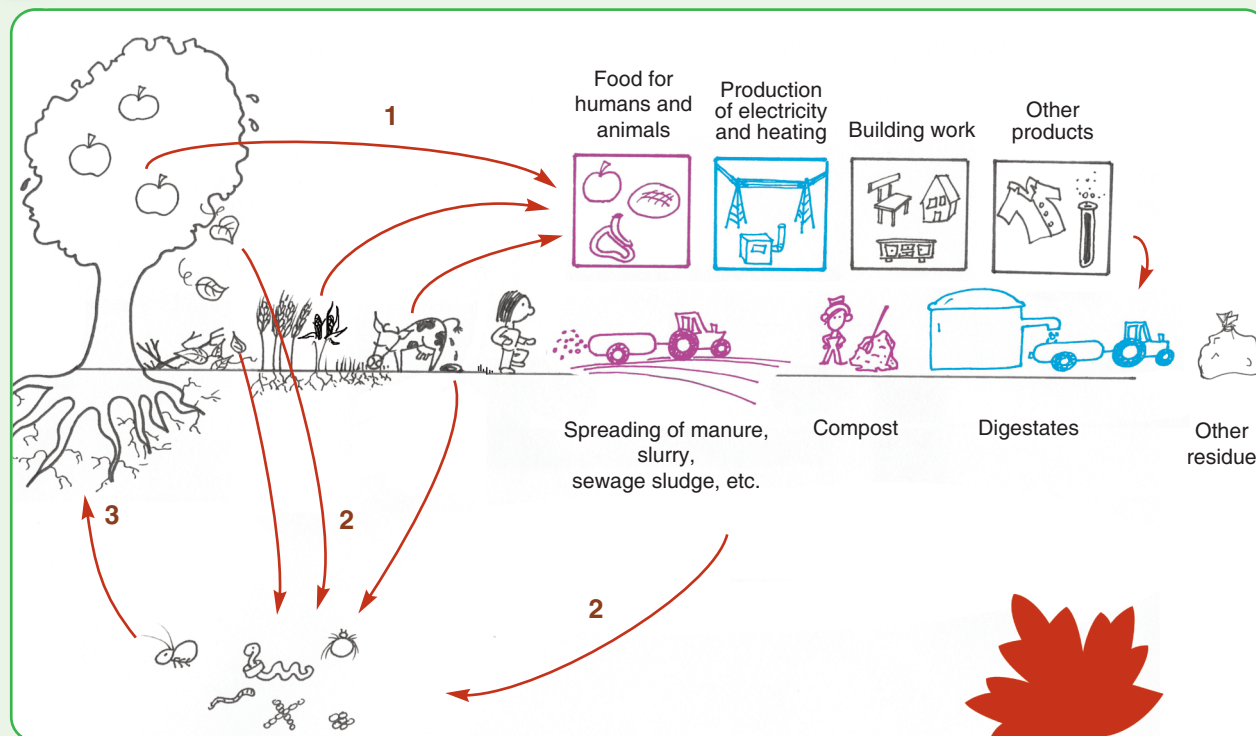 Food for
humans and
animals
Production
of electricity
and heating
Building work
Other
products
1
Spreading of manure,
slurry,
sewage sludge, etc.
Compost
Digestates
Other
residue
3
2
2